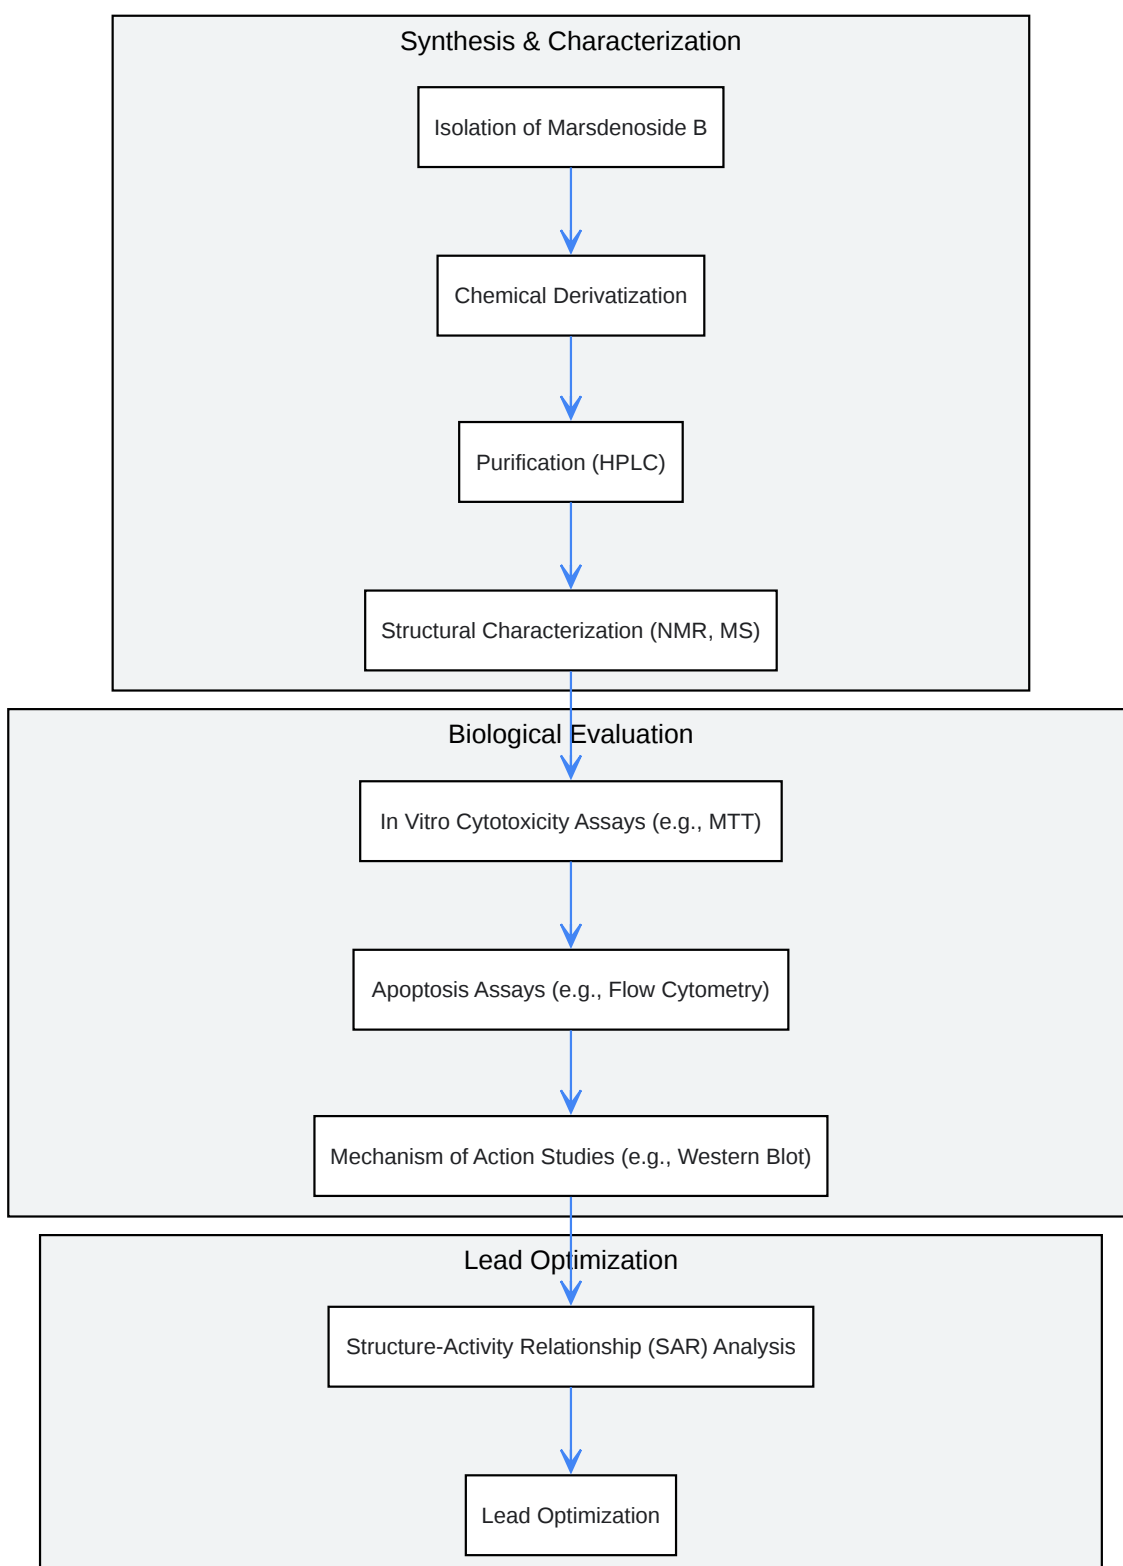 Synthesis & Characterization
Isolation of Marsdenoside B
Chemical Derivatization
Purification (HPLC)
Structural Characterization (NMR, MS)
Biological Evaluation
In Vitro Cytotoxicity Assays (e.g., MTT)
Apoptosis Assays (e.g., Flow Cytometry)
Mechanism of Action Studies (e.g., Western Blot)
Lead Optimization
Structure-Activity Relationship (SAR) Analysis
Lead Optimization